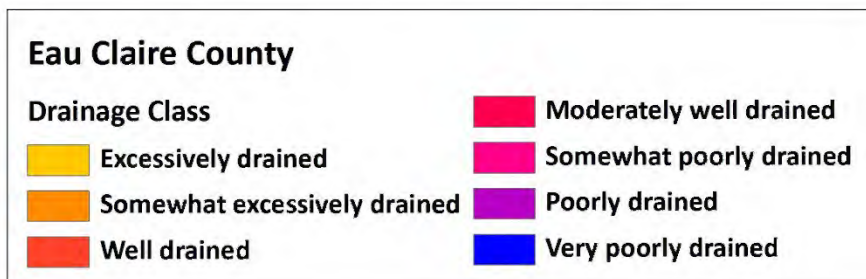 Eau Claire County
Drainage Class
Excessively drained
Somewhat excessively drained
Well drained
Moderately well drained
Somewhat poorly drained
Poorly drained
Very poorly drained